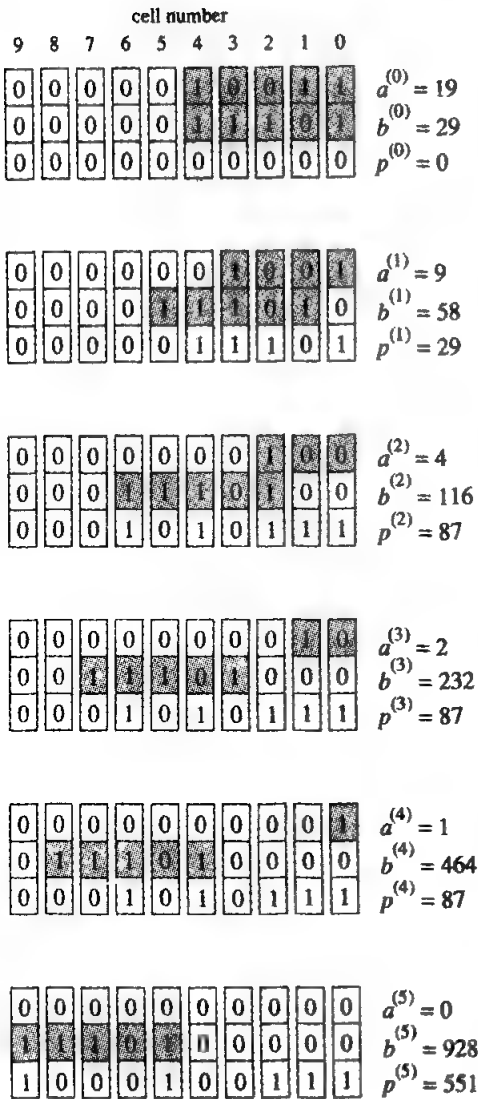 cell number
9 8 7 6 5 4 3 2 1 0
0 0 0 0 0 1 0 0 1 1 a^(0) = 19
0 0 0 0 0 1 1 1 0 1 b^(0) = 29
0 0 0 0 0 0 0 0 0 0 p^(0) = 0
0 0 0 0 0 0 1 0 0 1 a^(1) = 9
0 0 0 0 1 1 1 0 1 0 b^(1) = 58
0 0 0 0 0 1 1 1 0 1 p^(1) = 29
0 0 0 0 0 0 0 1 0 0 a^(2) = 4
0 0 0 1 1 1 0 1 0 0 b^(2) = 116
0 0 0 1 0 1 0 1 1 1 p^(2) = 87
0 0 0 0 0 0 0 0 1 0 a^(3) = 2
0 0 1 1 1 0 1 0 0 0 b^(3) = 232
0 0 0 1 0 1 0 1 1 1 p^(3) = 87
0 0 0 0 0 0 0 0 0 1 a^(4) = 1
0 1 1 1 0 1 0 0 0 0 b^(4) = 464
0 0 0 1 0 1 0 1 1 1 p^(4) = 87
0 0 0 0 0 0 0 0 0 0 a^(5) = 0
1 1 1 0 1 0 0 0 0 0 b^(5) = 928
1 0 0 0 1 0 0 1 1 1 p^(5) = 551